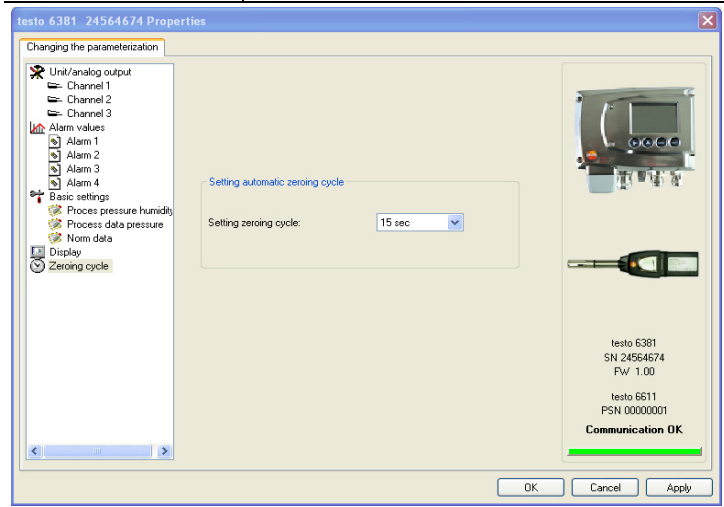 testo 6381 24564674 Properties
Changing the parameterization
Unit/analog output
Channel 1
Channel 2
Channel 3
Alarm values
Alarm 1
Alarm 2
Alarm 3
Alarm 4
Basic settings
Proces pressure humidity
Process data pressure
Norm data
Display
Zeroing cycle
Setting automatic zeroing cycle
Setting zeroing cycle: 15 sec
testo 6381
SN 24564674
FW 1.00
testo 6611
PSN 00000001
Communication OK
OK Cancel Apply